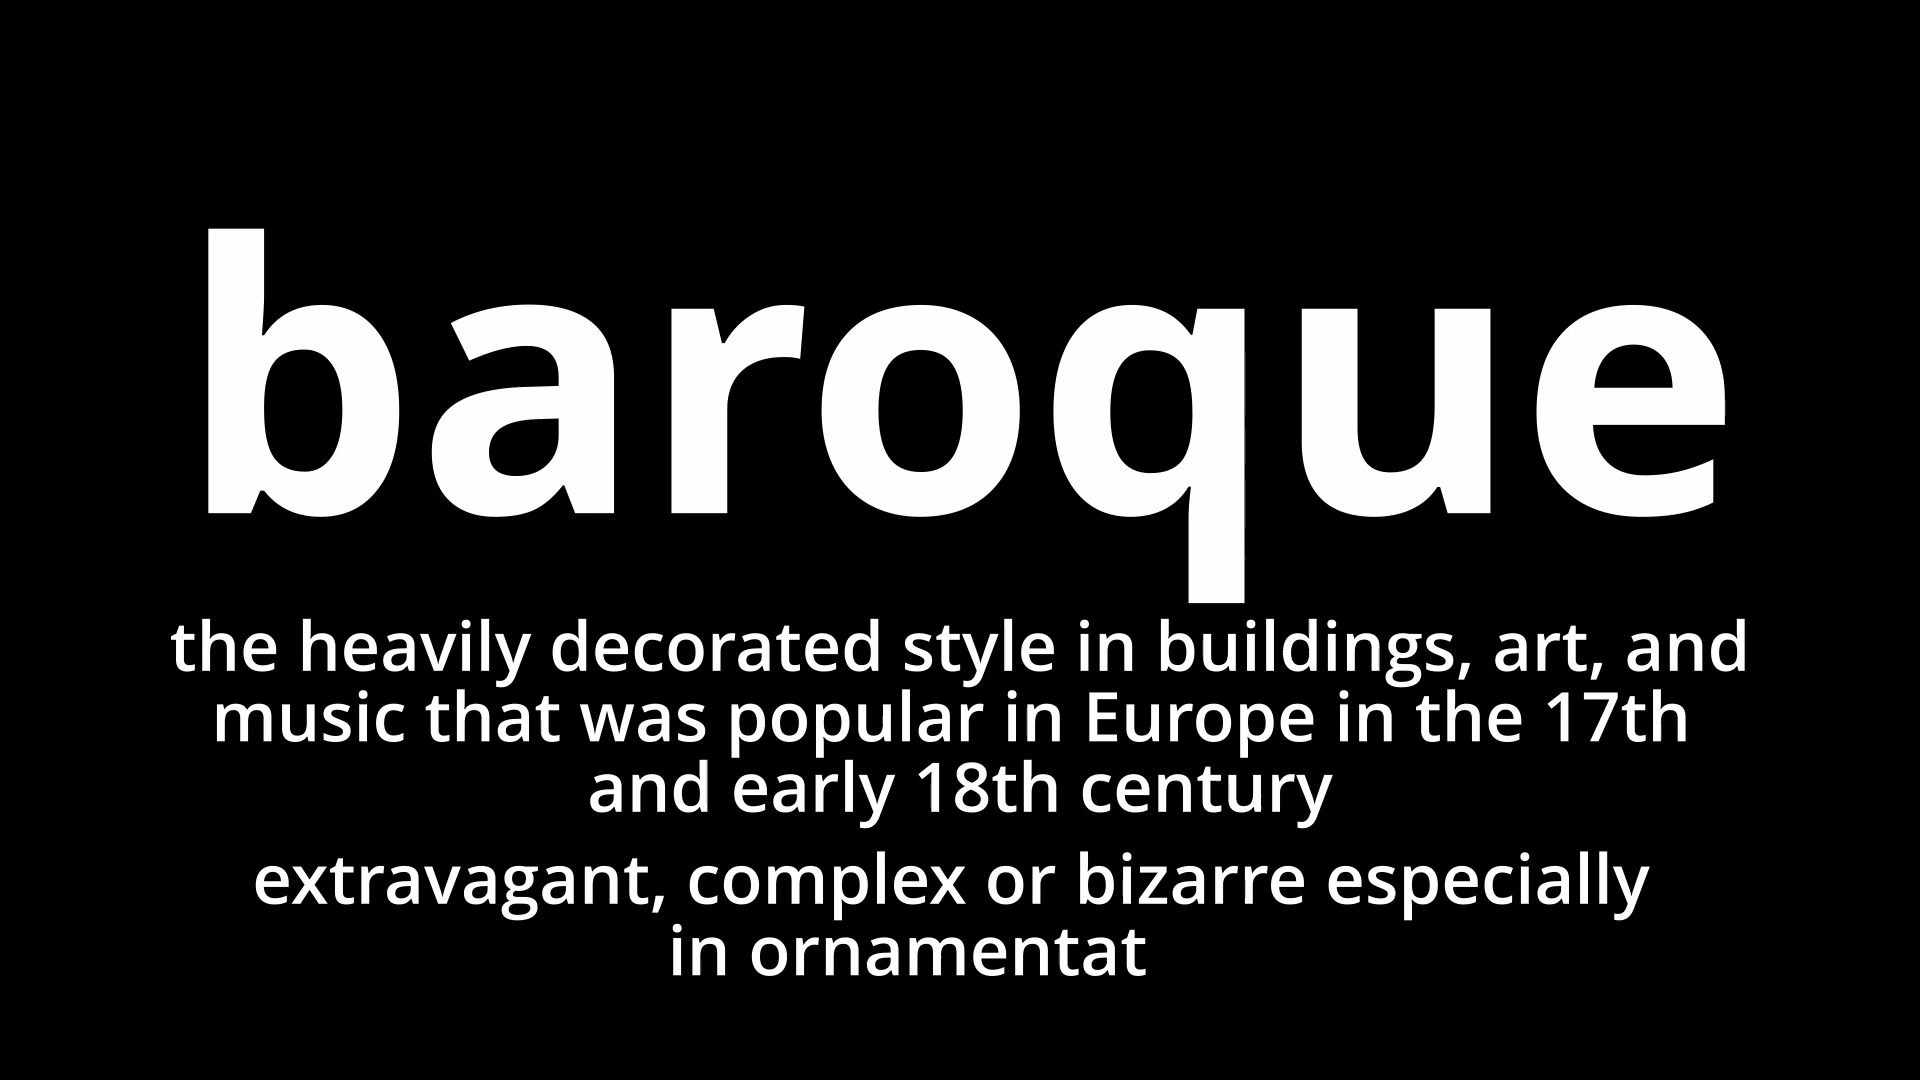 baroque
the heavily decorated style in buildings, art, and
music that was popular in Europe in the 17th
and early 18th century
extravagant, complex or bizarre especially
in ornamentat